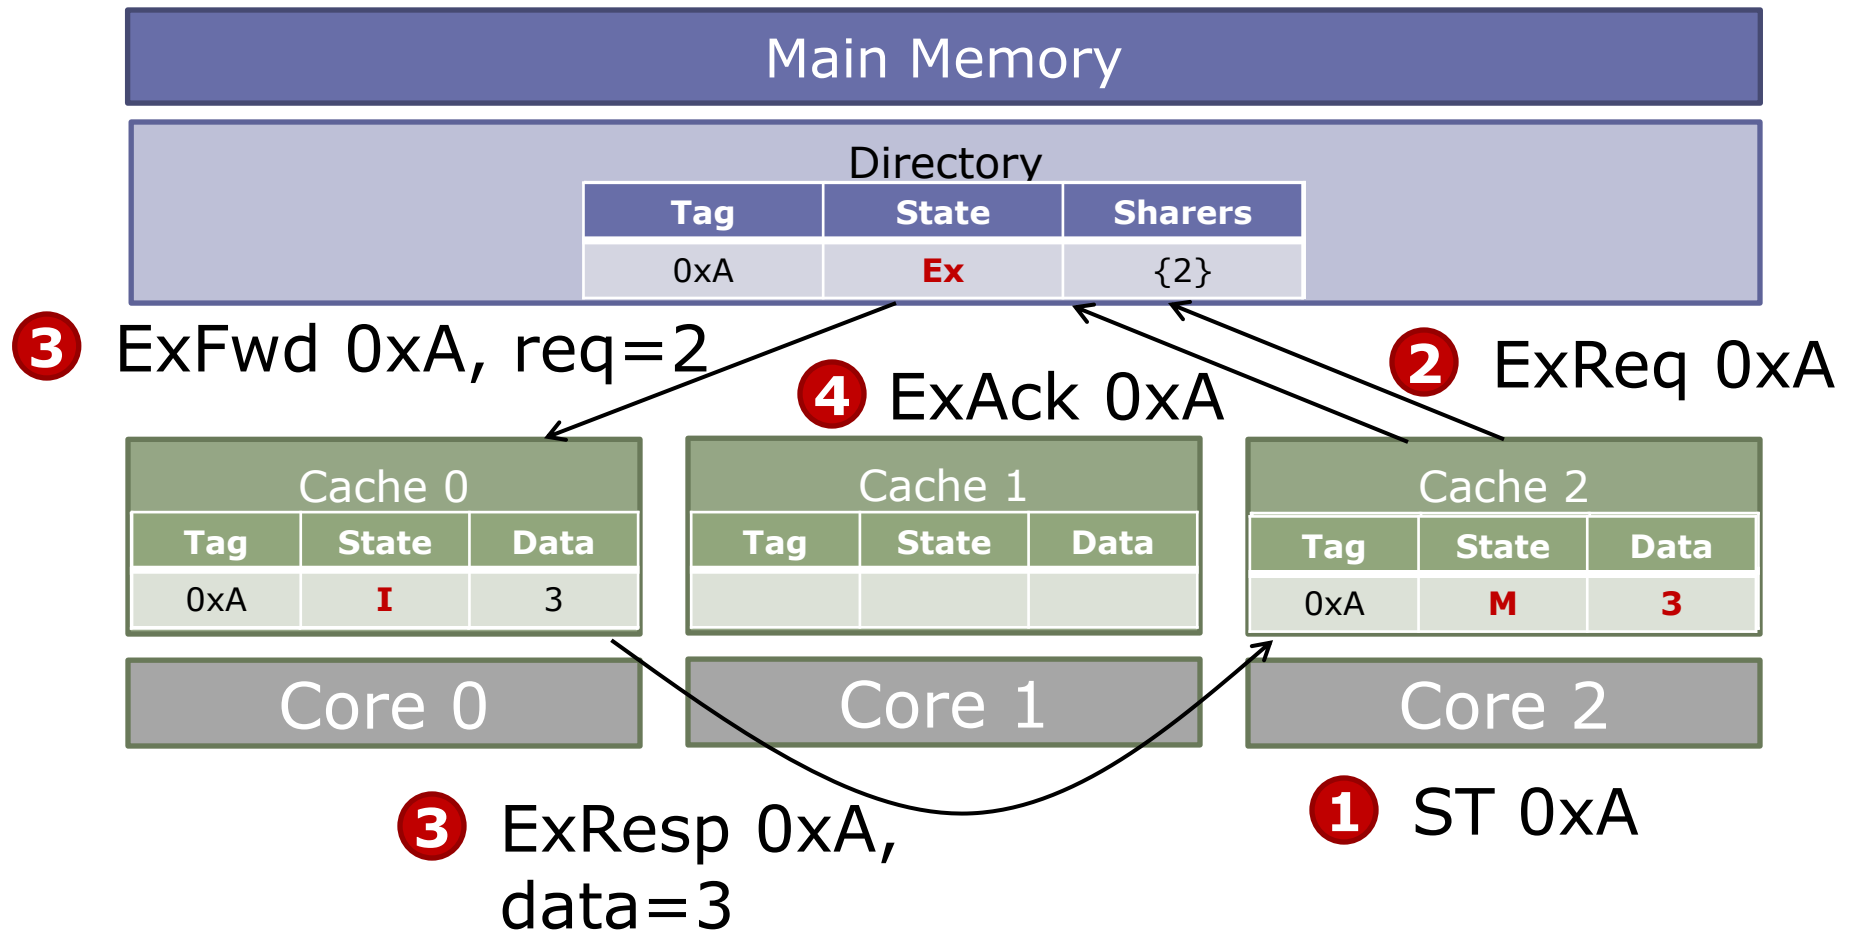 Main Memory
Directory
Tag State Sharers
0xA Ex {2}
3 ExFwd 0xA, req=2
2 ExReq 0xA
4 ExAck 0xA
Cache 0
Tag State Data
0xA I 3
Cache 1
Tag State Data
Cache 2
Tag State Data
0xA M 3
Core 0
Core 1
Core 2
3 ExResp 0xA,
data=3
1 ST 0xA